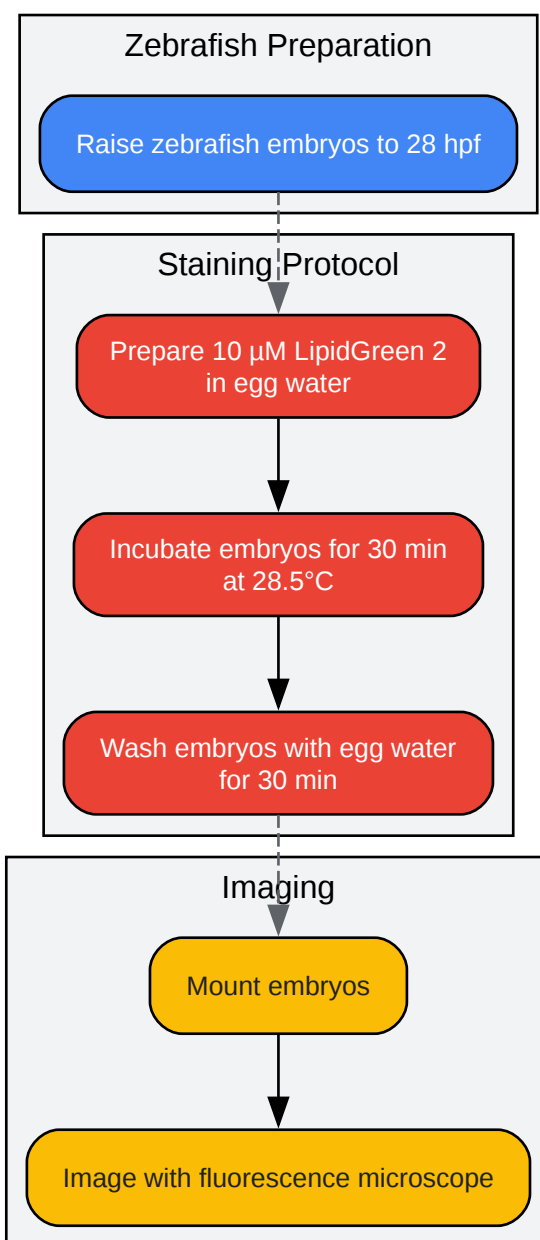 Zebrafish Preparation
Raise zebrafish embryos to 28 hpf
Staining Protocol
Prepare 10 µM LipidGreen 2
in egg water
Incubate embryos for 30 min
at 28.5°C
Wash embryos with egg water
for 30 min
Imaging
Mount embryos
Image with fluorescence microscope